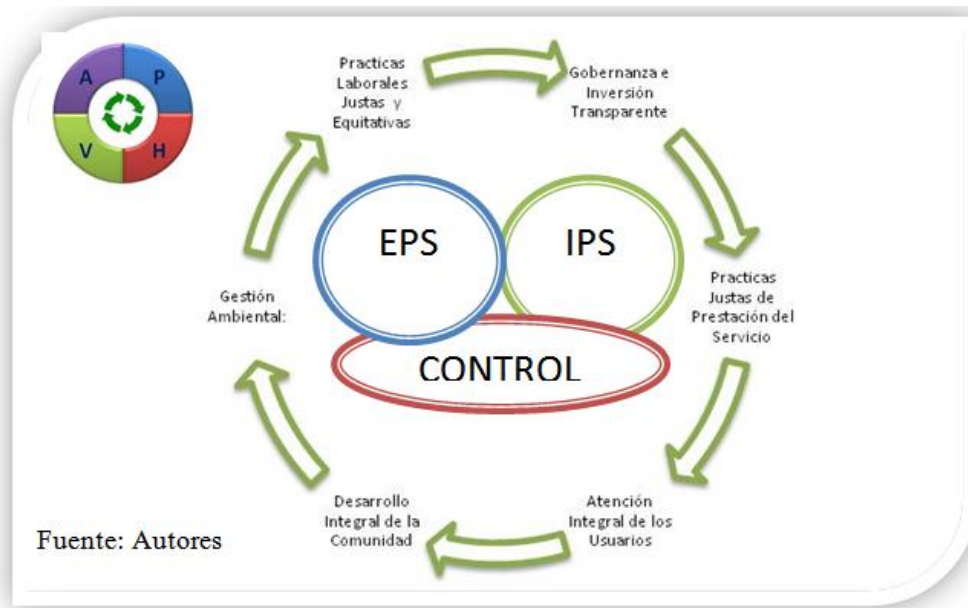 A P
V H
Practicas
Laborales
Justas y
Equitativas
Gobernanza e
Inversión
Transparente
EPS
IPS
CONTROL
Practicas
Justas de
Prestación del
Servicio
Atención
Integral de los
Usuarios
Desarrollo
Integral de la
Comunidad
Gestión
Ambiental:
Fuente: Autores